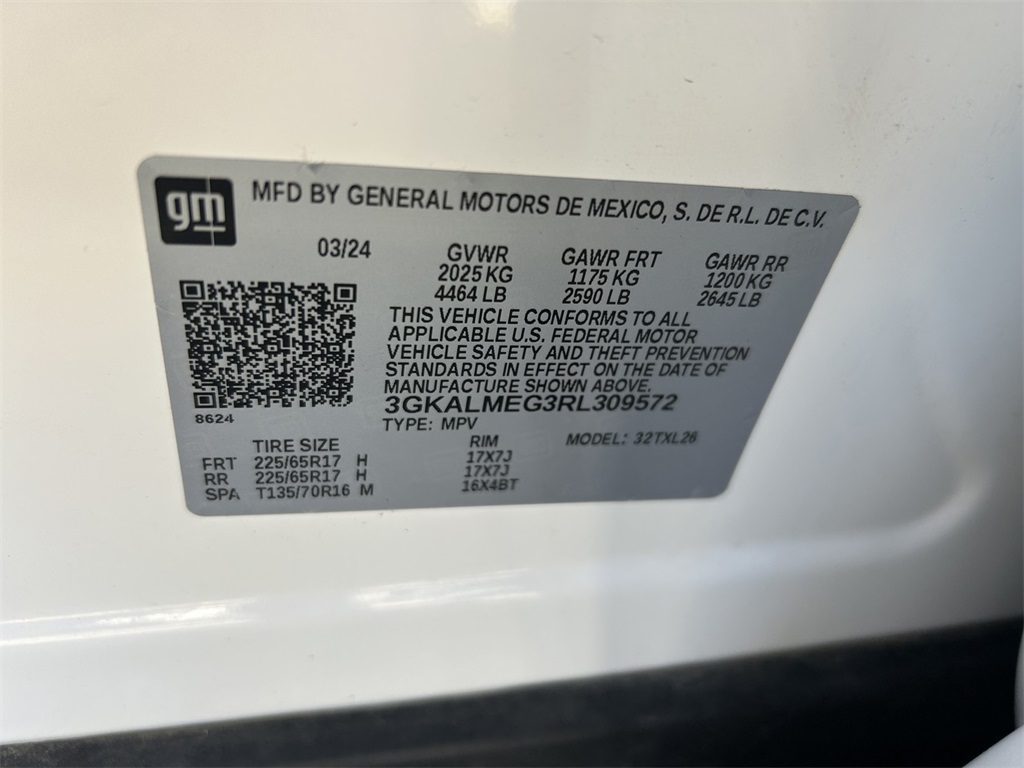 gm
MFD BY GENERAL MOTORS DE MEXICO, S. DE R.L. DE C.V.
03/24 GVWR GAWR FRT GAWR RR
2025 KG 1175 KG 1200 KG
4464 LB 2590 LB 2645 LB
THIS VEHICLE CONFORMS TO ALL
APPLICABLE U.S. FEDERAL MOTOR
VEHICLE SAFETY AND THEFT PREVENTION
STANDARDS IN EFFECT ON THE DATE OF
MANUFACTURE SHOWN ABOVE.
3GKALMEG3RL309572
8624
TYPE: MPV MODEL: 32TXL26
TIRE SIZE RIM
FRT 225/65R17 H 17X7J
RR 225/65R17 H 17X7J
SPA T135/70R16 M 16X4BT